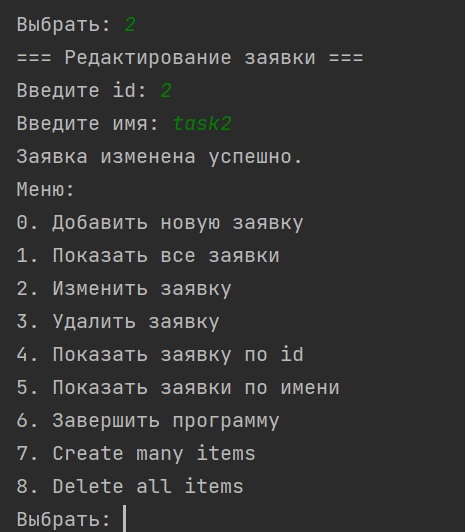 Выбрать: 2
=== Редактирование заявки ===
Введите id: 2
Введите имя: task2
Заявка изменена успешно.
Меню:
0. Добавить новую заявку
1. Показать все заявки
2. Изменить заявку
3. Удалить заявку
4. Показать заявку по id
5. Показать заявки по имени
6. Завершить программу
7. Create many items
8. Delete all items
Выбрать: